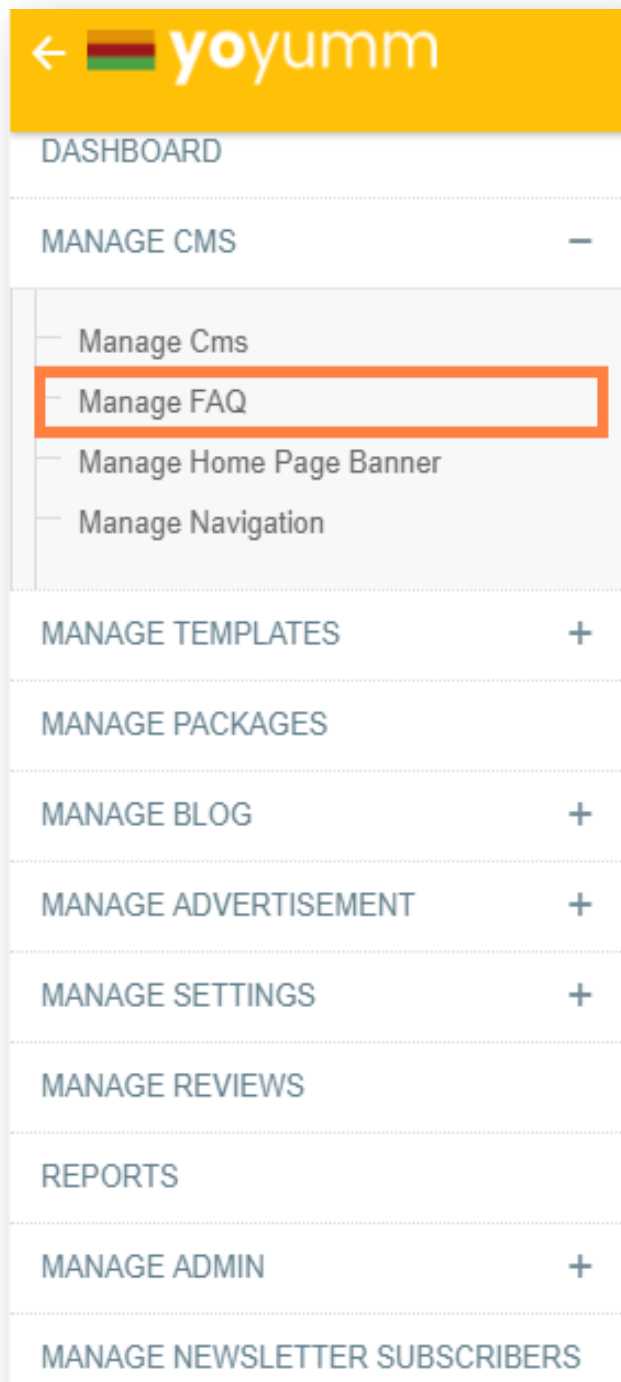 yoyumm
DASHBOARD
MANAGE CMS
Manage Cms
Manage FAQ
Manage Home Page Banner
Manage Navigation
MANAGE TEMPLATES
MANAGE PACKAGES
MANAGE BLOG
MANAGE ADVERTISEMENT
MANAGE SETTINGS
MANAGE REVIEWS
REPORTS
MANAGE ADMIN
MANAGE NEWSLETTER SUBSCRIBERS